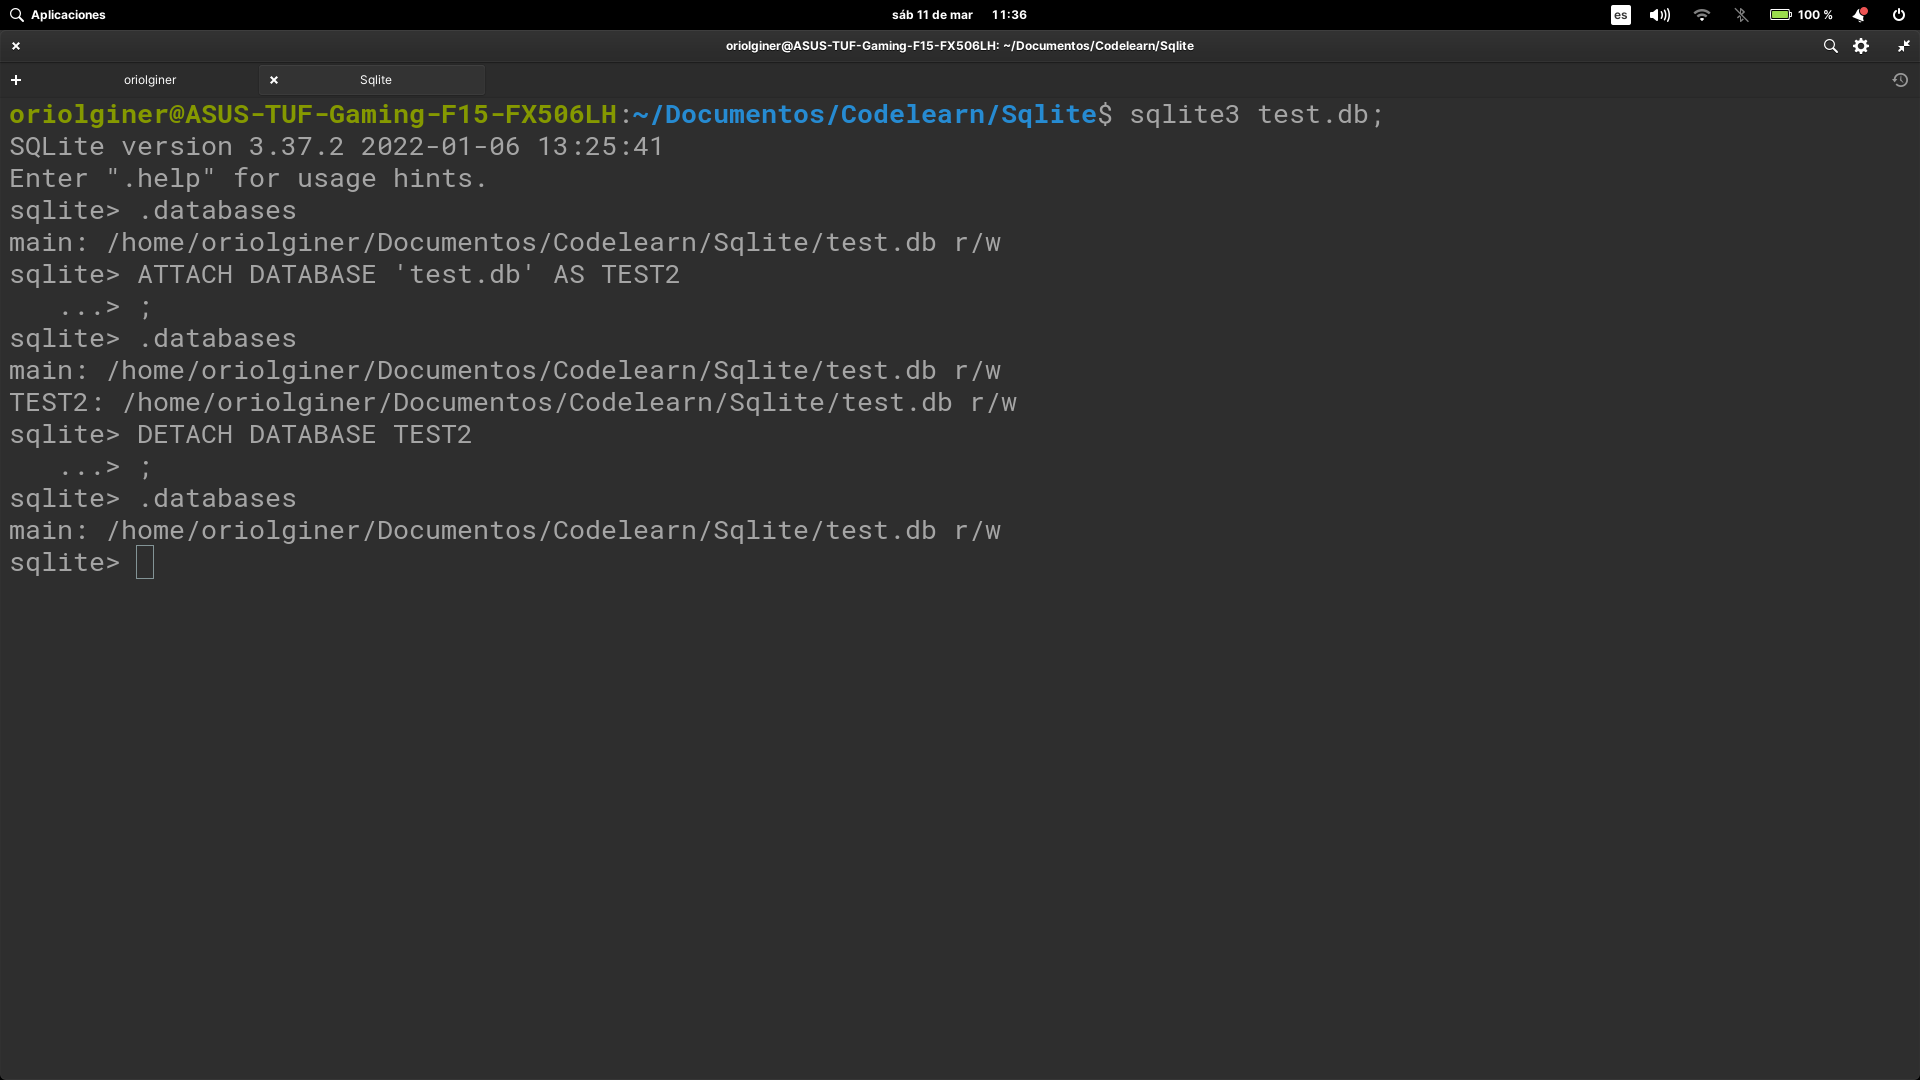 Aplicaciones sáb 11 de mar 11:36 es 100 %
oriolginer@ASUS-TUF-Gaming-F15-FX506LH: ~/Documentos/Codelearn/Sqlite
oriolginer Sqlite
oriolginer@ASUS-TUF-Gaming-F15-FX506LH:~/Documentos/Codelearn/Sqlite$ sqlite3 test.db;
SQLite version 3.37.2 2022-01-06 13:25:41
Enter ".help" for usage hints.
sqlite> .databases
main: /home/oriolginer/Documentos/Codelearn/Sqlite/test.db r/w
sqlite> ATTACH DATABASE 'test.db' AS TEST2
   ...> ;
sqlite> .databases
main: /home/oriolginer/Documentos/Codelearn/Sqlite/test.db r/w
TEST2: /home/oriolginer/Documentos/Codelearn/Sqlite/test.db r/w
sqlite> DETACH DATABASE TEST2
   ...> ;
sqlite> .databases
main: /home/oriolginer/Documentos/Codelearn/Sqlite/test.db r/w
sqlite>